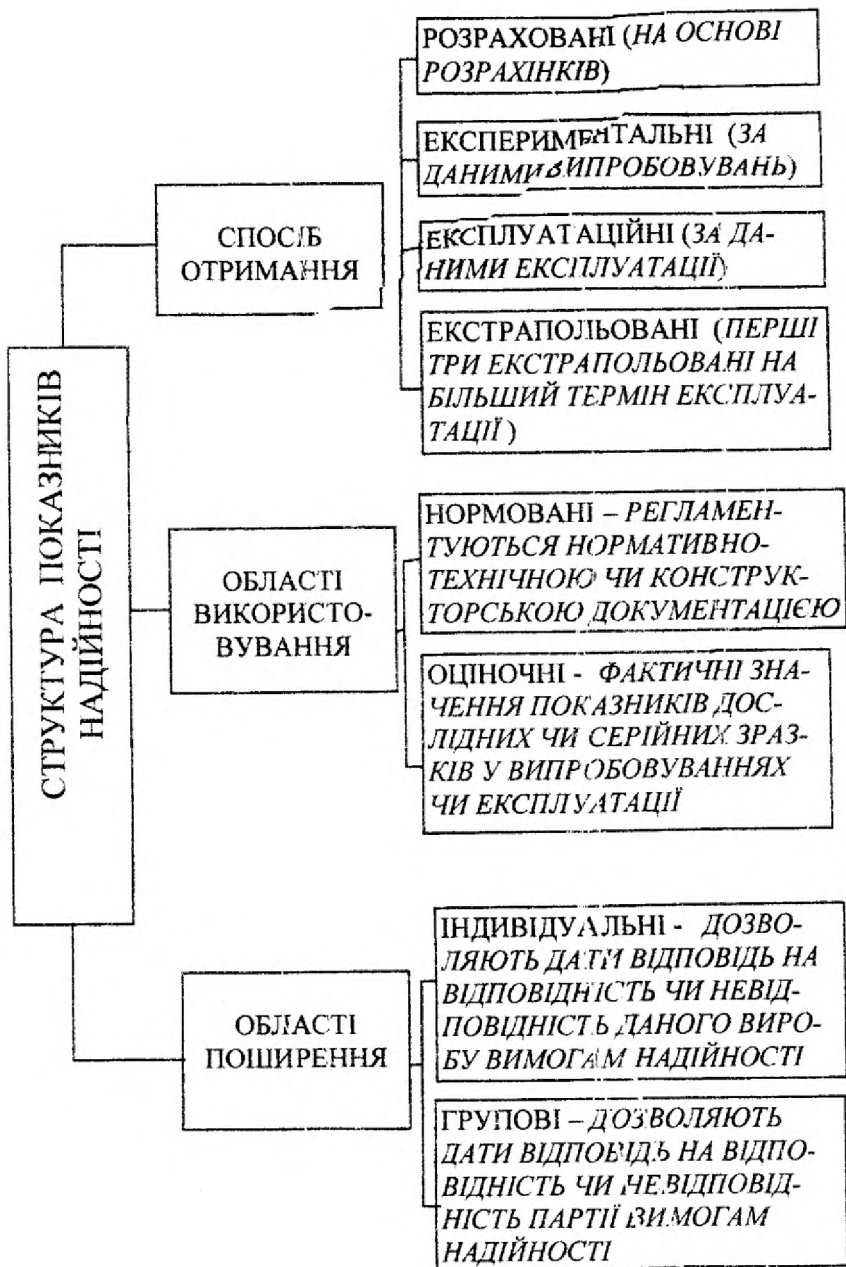 СТРУКТУРА ПОКАЗНИКІВ
НАДІЙНОСТІ
СПОСІБ
ОТРИМАННЯ
РОЗРАХОВАНІ (НА ОСНОВІ
РОЗРАХІНКІВ)
ЕКСПЕРИМЕНТАЛЬНІ (ЗА
ДАНИМИ ВИПРОБОВУВАНЬ)
ЕКСПЛУАТАЦІЙНІ (ЗА ДА-
НИМИ ЕКСПЛУАТАЦІЇ)
ЕКСТРАПОЛЬОВАНІ (ПЕРШІ
ТРИ ЕКСТРАПОЛЬОВАНІ НА
БІЛЬШИЙ ТЕРМІН ЕКСПЛУА-
ТАЦІЇ)
ОБЛАСТІ
ВИКОРИСТО-
ВУВАННЯ
НОРМОВАНІ – РЕГЛАМЕН-
ТУЮТЬСЯ НОРМАТИВНО-
ТЕХНІЧНОЮ ЧИ КОНСТРУК-
ТОРСЬКОЮ ДОКУМЕНТАЦІЄЮ
ОЦІНОЧНІ - ФАКТИЧНІ ЗНА-
ЧЕННЯ ПОКАЗНИКІВ ДОС-
ЛІДНИХ ЧИ СЕРІЙНИХ ЗРАЗ-
КІВ У ВИПРОБОВУВАННЯХ
ЧИ ЕКСПЛУАТАЦІЇ
ОБЛАСТІ
ПОШИРЕННЯ
ІНДИВІДУАЛЬНІ - ДОЗВО-
ЛЯЮТЬ ДАТИ ВІДПОВІДЬ НА
ВІДПОВІДНІСТЬ ЧИ НЕВІД-
ПОВІДНІСТЬ ДАНОГО ВИРО-
БУ ВИМОГАМ НАДІЙНОСТІ
ГРУПОВІ – ДОЗВОЛЯЮТЬ
ДАТИ ВІДПОВІДЬ НА ВІДПО-
ВІДНІСТЬ ЧИ НЕВІДПОВІД-
НІСТЬ ПАРТІЇ ВИМОГАМ
НАДІЙНОСТІ